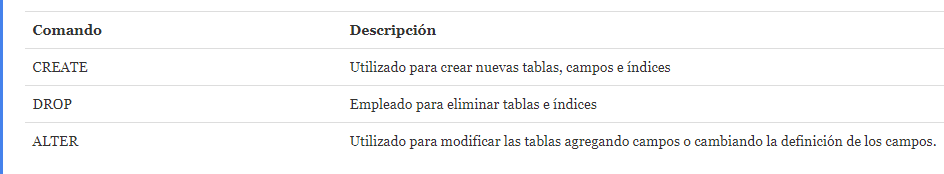 Comando Descripción
CREATE Utilizado para crear nuevas tablas, campos e índices
DROP Empleado para eliminar tablas e índices
ALTER Utilizado para modificar las tablas agregando campos o cambiando la definición de los campos.